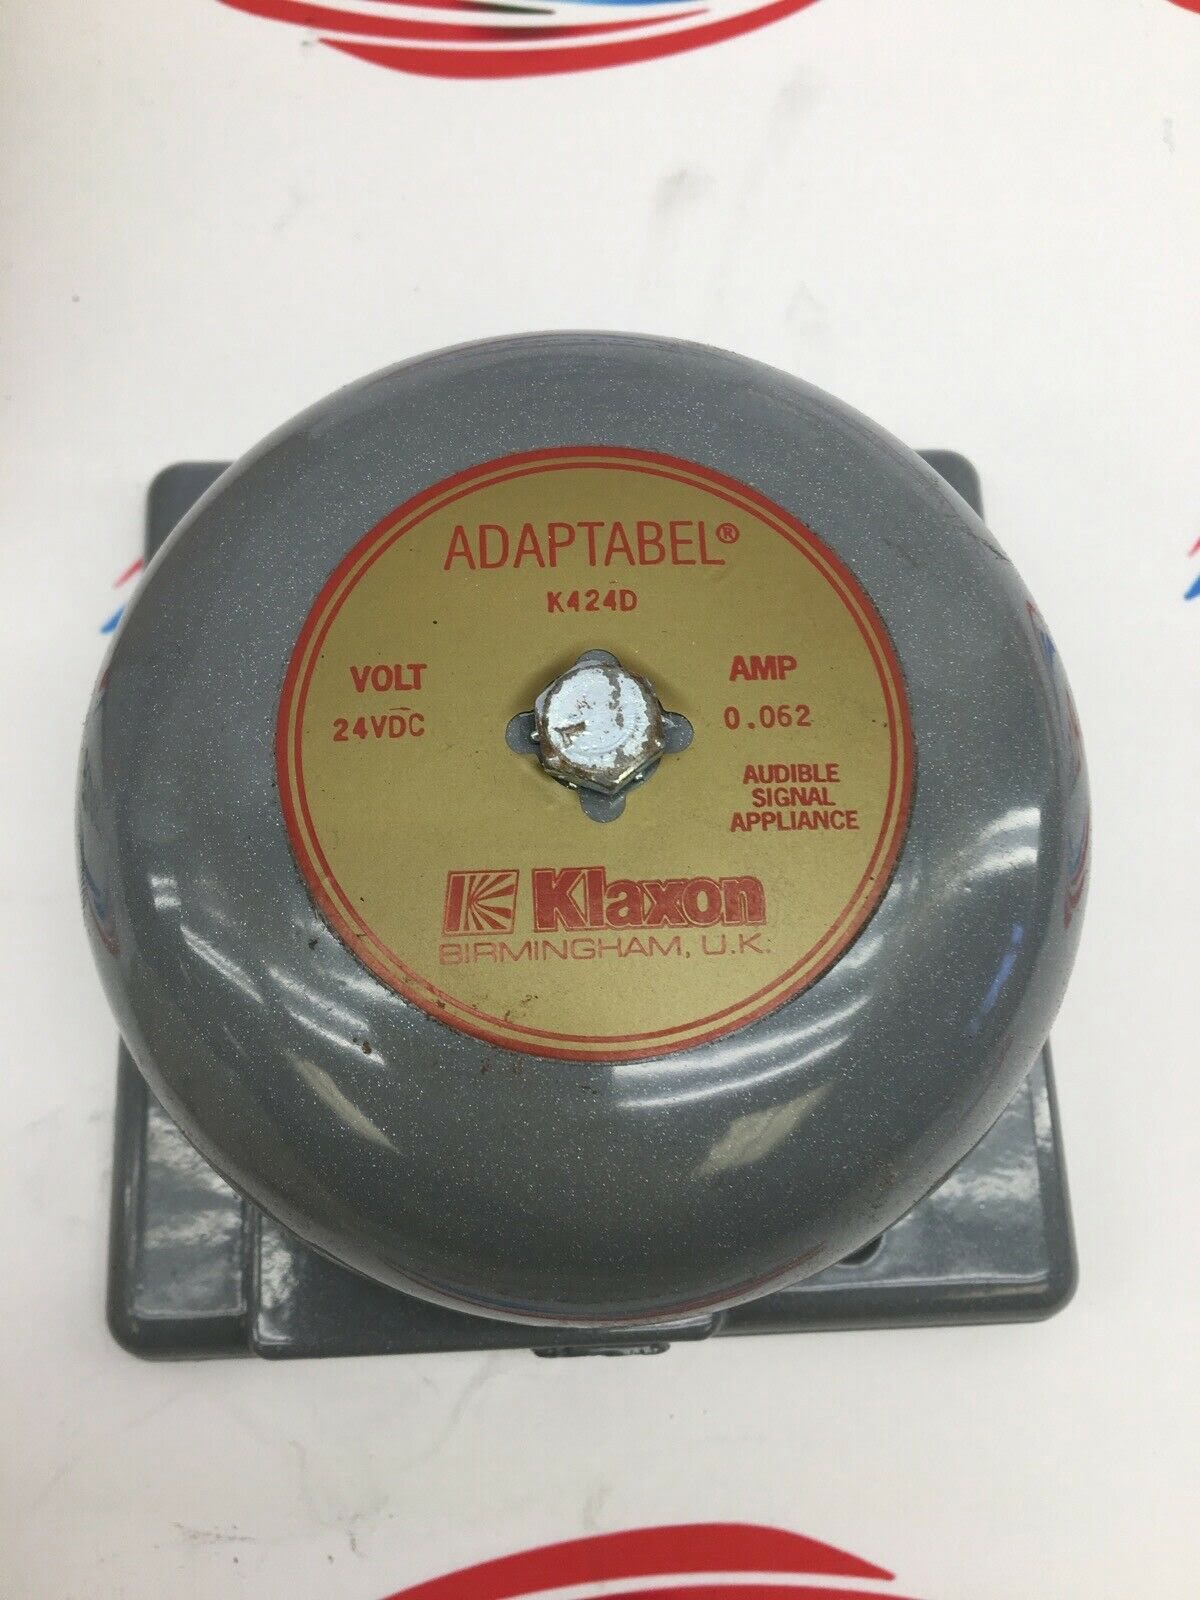 ADAPTABEL®
K424D
VOLT
24VDC
AMP
0.062
AUDIBLE
SIGNAL
APPLIANCE
K Klaxon
BIRMINGHAM, U.K.